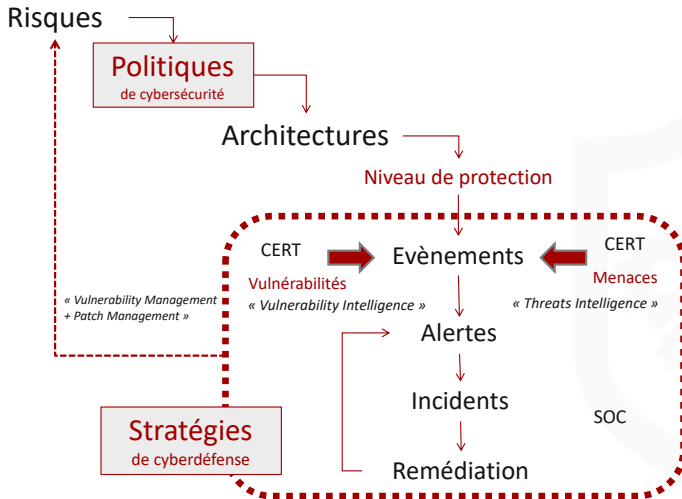 Risques
Politiques
de cybersécurité
Architectures
Niveau de protection
CERT
Evènements
CERT
Vulnérabilités
Menaces
« Vulnerability Management
+ Patch Management »
« Vulnerability Intelligence »
« Threats Intelligence »
Alertes
Incidents
SOC
Stratégies
de cyberdéfense
Remédiation